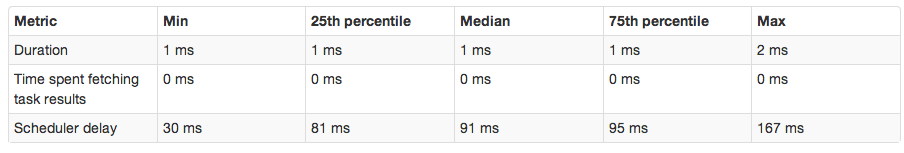 Metric Min 25th percentile Median 75th percentile Max
Duration 1 ms 1 ms 1 ms 1 ms 2 ms
Time spent fetching 0 ms 0 ms 0 ms 0 ms 0 ms
task results
Scheduler delay 30 ms 81 ms 91 ms 95 ms 167 ms